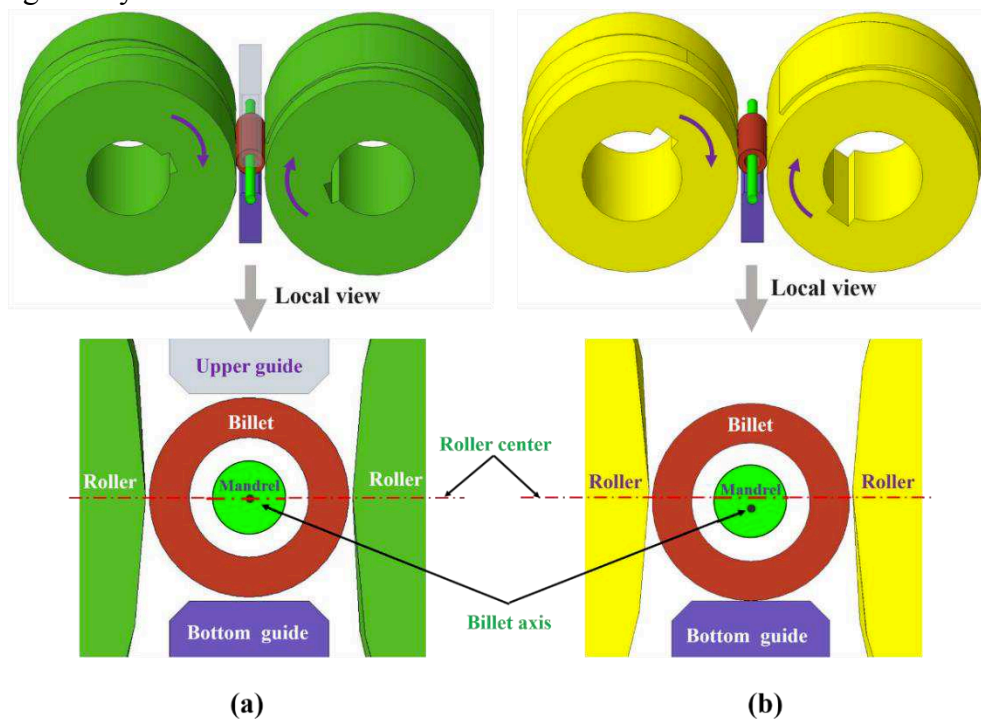 Local view
Local view
Upper guide
Billet
Billet
Roller center
Roller
Mandrel
Roller
Roller
Mandrel
Roller
Billet axis
Bottom guide
Bottom guide
(a)
(b)